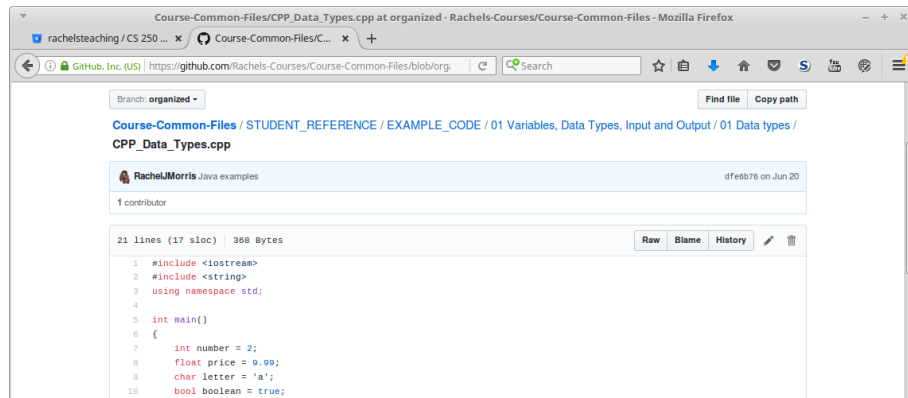 Course-Common-Files/CPP_Data_Types.cpp at organized · Rachels-Courses/Course-Common-Files - Mozilla Firefox
rachelsteaching / CS 250 ... Course-Common-Files/C...
GitHub, Inc. (US) https://github.com/Rachels-Courses/Course-Common-Files/blob/org Search
Branch: organized Find file Copy path
Course-Common-Files / STUDENT_REFERENCE / EXAMPLE_CODE / 01 Variables, Data Types, Input and Output / 01 Data types /
CPP_Data_Types.cpp
RachelJMorris Java examples dfe6b76 on Jun 20
1 contributor
21 lines (17 sloc) 368 Bytes Raw Blame History
1 #include <iostream>
2 #include <string>
3 using namespace std;
4
5 int main()
6 {
7 int number = 2;
8 float price = 9.99;
9 char letter = 'a';
10 bool boolean = true;